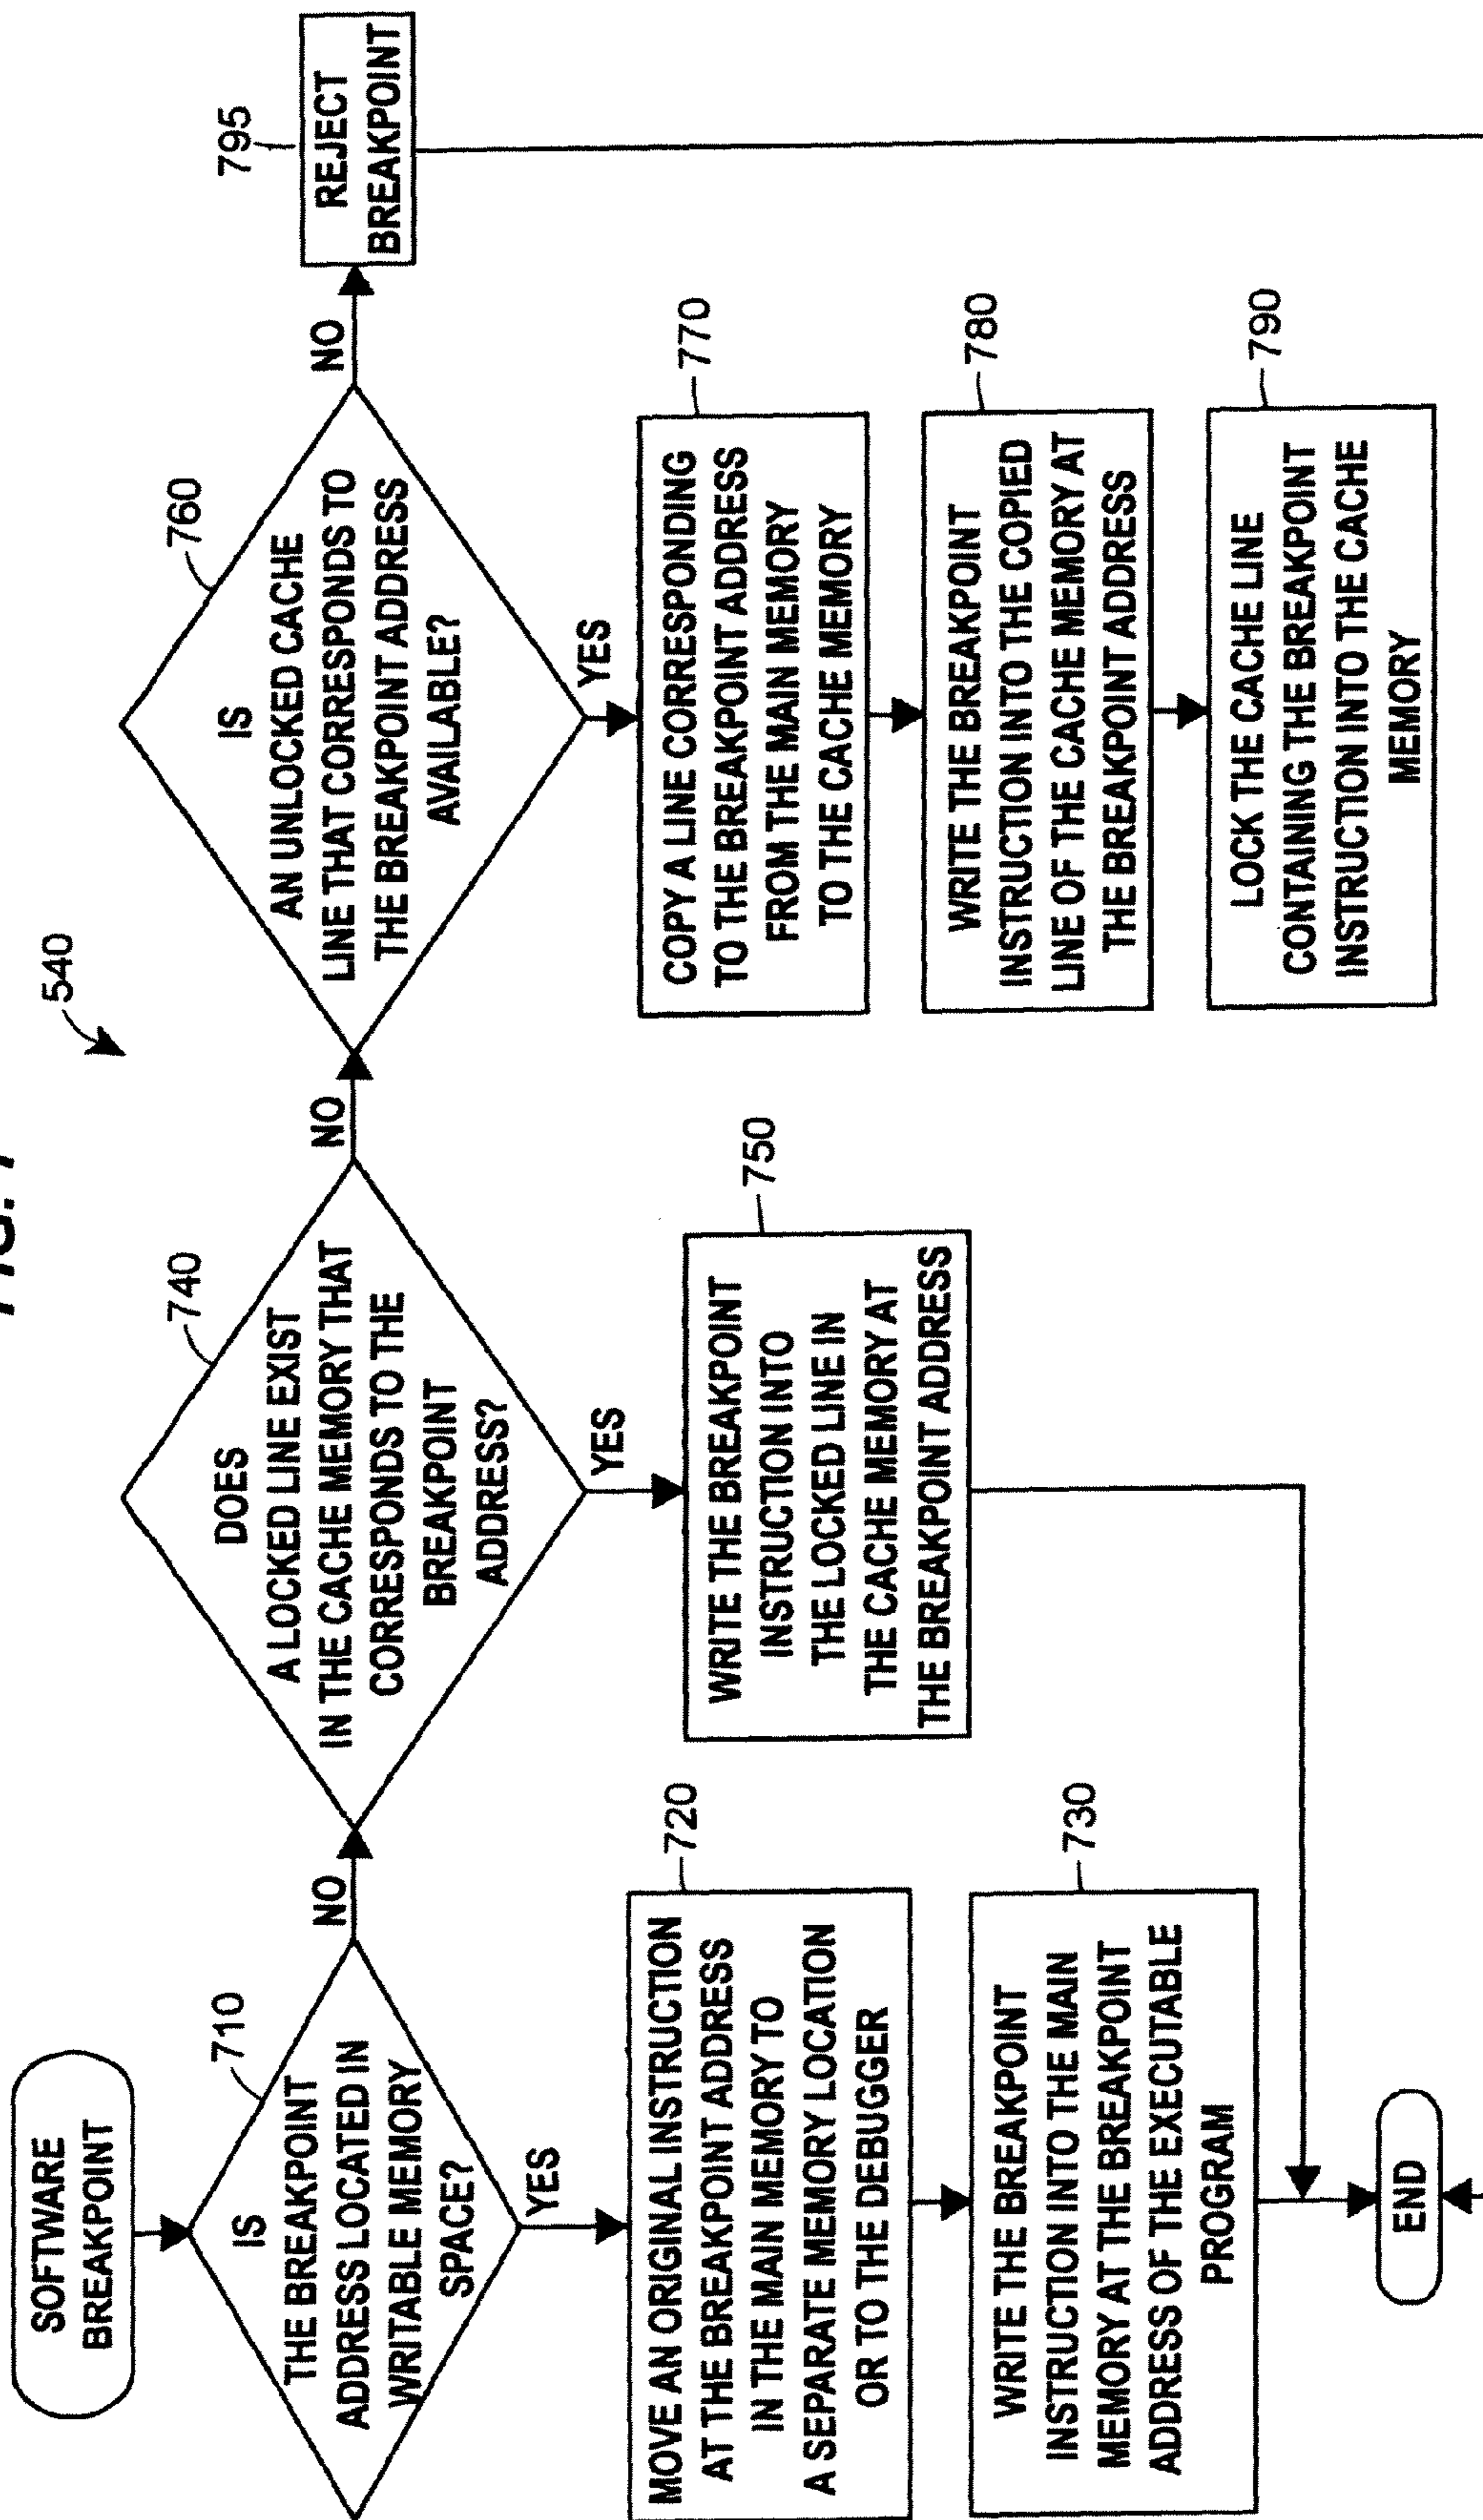 540
SOFTWARE
BREAKPOINT
710
IS
THE BREAKPOINT
ADDRESS LOCATED IN
WRITABLE MEMORY
SPACE?
NO
YES
720
MOVE AN ORIGINAL INSTRUCTION
AT THE BREAKPOINT ADDRESS
IN THE MAIN MEMORY TO
A SEPARATE MEMORY LOCATION
OR TO THE DEBUGGER
730
WRITE THE BREAKPOINT
INSTRUCTION INTO THE MAIN
MEMORY AT THE BREAKPOINT
ADDRESS OF THE EXECUTABLE
PROGRAM
END
740
DOES
A LOCKED LINE EXIST
IN THE CACHE MEMORY THAT
CORRESPONDS TO THE
BREAKPOINT
ADDRESS?
NO
YES
750
WRITE THE BREAKPOINT
INSTRUCTION INTO
THE LOCKED LINE IN
THE CACHE MEMORY AT
THE BREAKPOINT ADDRESS
760
IS
AN UNLOCKED CACHE
LINE THAT CORRESPONDS TO
THE BREAKPOINT ADDRESS
AVAILABLE?
NO
YES
770
COPY A LINE CORRESPONDING
TO THE BREAKPOINT ADDRESS
FROM THE MAIN MEMORY
TO THE CACHE MEMORY
780
WRITE THE BREAKPOINT
INSTRUCTION INTO THE COPIED
LINE OF THE CACHE MEMORY AT
THE BREAKPOINT ADDRESS
790
LOCK THE CACHE LINE
CONTAINING THE BREAKPOINT
INSTRUCTION INTO THE CACHE
MEMORY
795
REJECT
BREAKPOINT